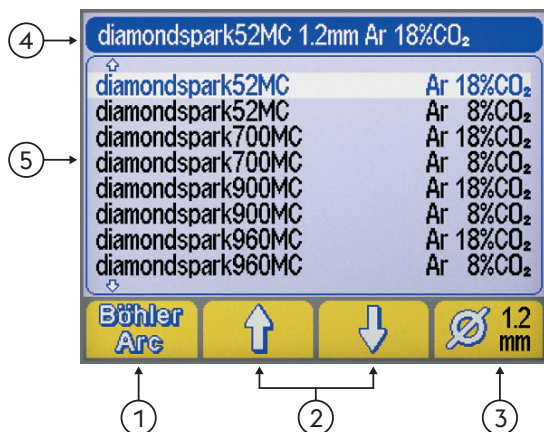 diamondspark52MC 1.2mm Ar 18%CO₂
diamondspark52MC Ar 18%CO₂
diamondspark52MC Ar 8%CO₂
diamondspark700MC Ar 18%CO₂
diamondspark700MC Ar 8%CO₂
diamondspark900MC Ar 18%CO₂
diamondspark900MC Ar 8%CO₂
diamondspark960MC Ar 18%CO₂
diamondspark960MC Ar 8%CO₂
Böhler
Arc
1.2
mm
4
5
1
2
3